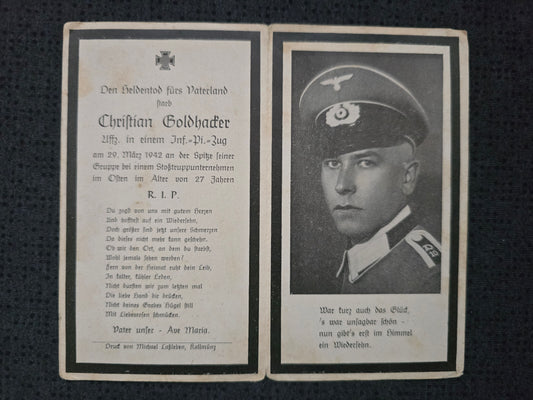 Den Heldentod fürs Vaterland
starb
Christian Goldhacker
Uffz. in einem Inf.-Pi.-Zug
am 29. März 1942 an der Spitze seiner
Gruppe bei einem Stoßtruppunternehmen
im Osten im Alter von 27 Jahren
R. I. P.
Du zogst von uns mit gutem Herzen
Und hofftest auf ein Wiedersehn,
Doch größer sind jetzt unsere Schmerzen
Da dieses nicht mehr kann geschehn.
Ob wir den Ort, an dem du starbst,
Wohl jemals sehen werden?
Fern von der Heimat ruht dein Leib,
In kalter, kühler Erden,
Nicht durften wir zum letzten mal
Die liebe Hand dir drücken,
Nicht deines Grabes Hügel still
Mit Liebesrosen schmücken.
Vater unser - Ave Maria.
Druck von Michael Laßleben, Kallmünz
War kurz auch das Glück,
's war unsagbar schön -
nun gibt's erst im Himmel
ein Wiedersehn.